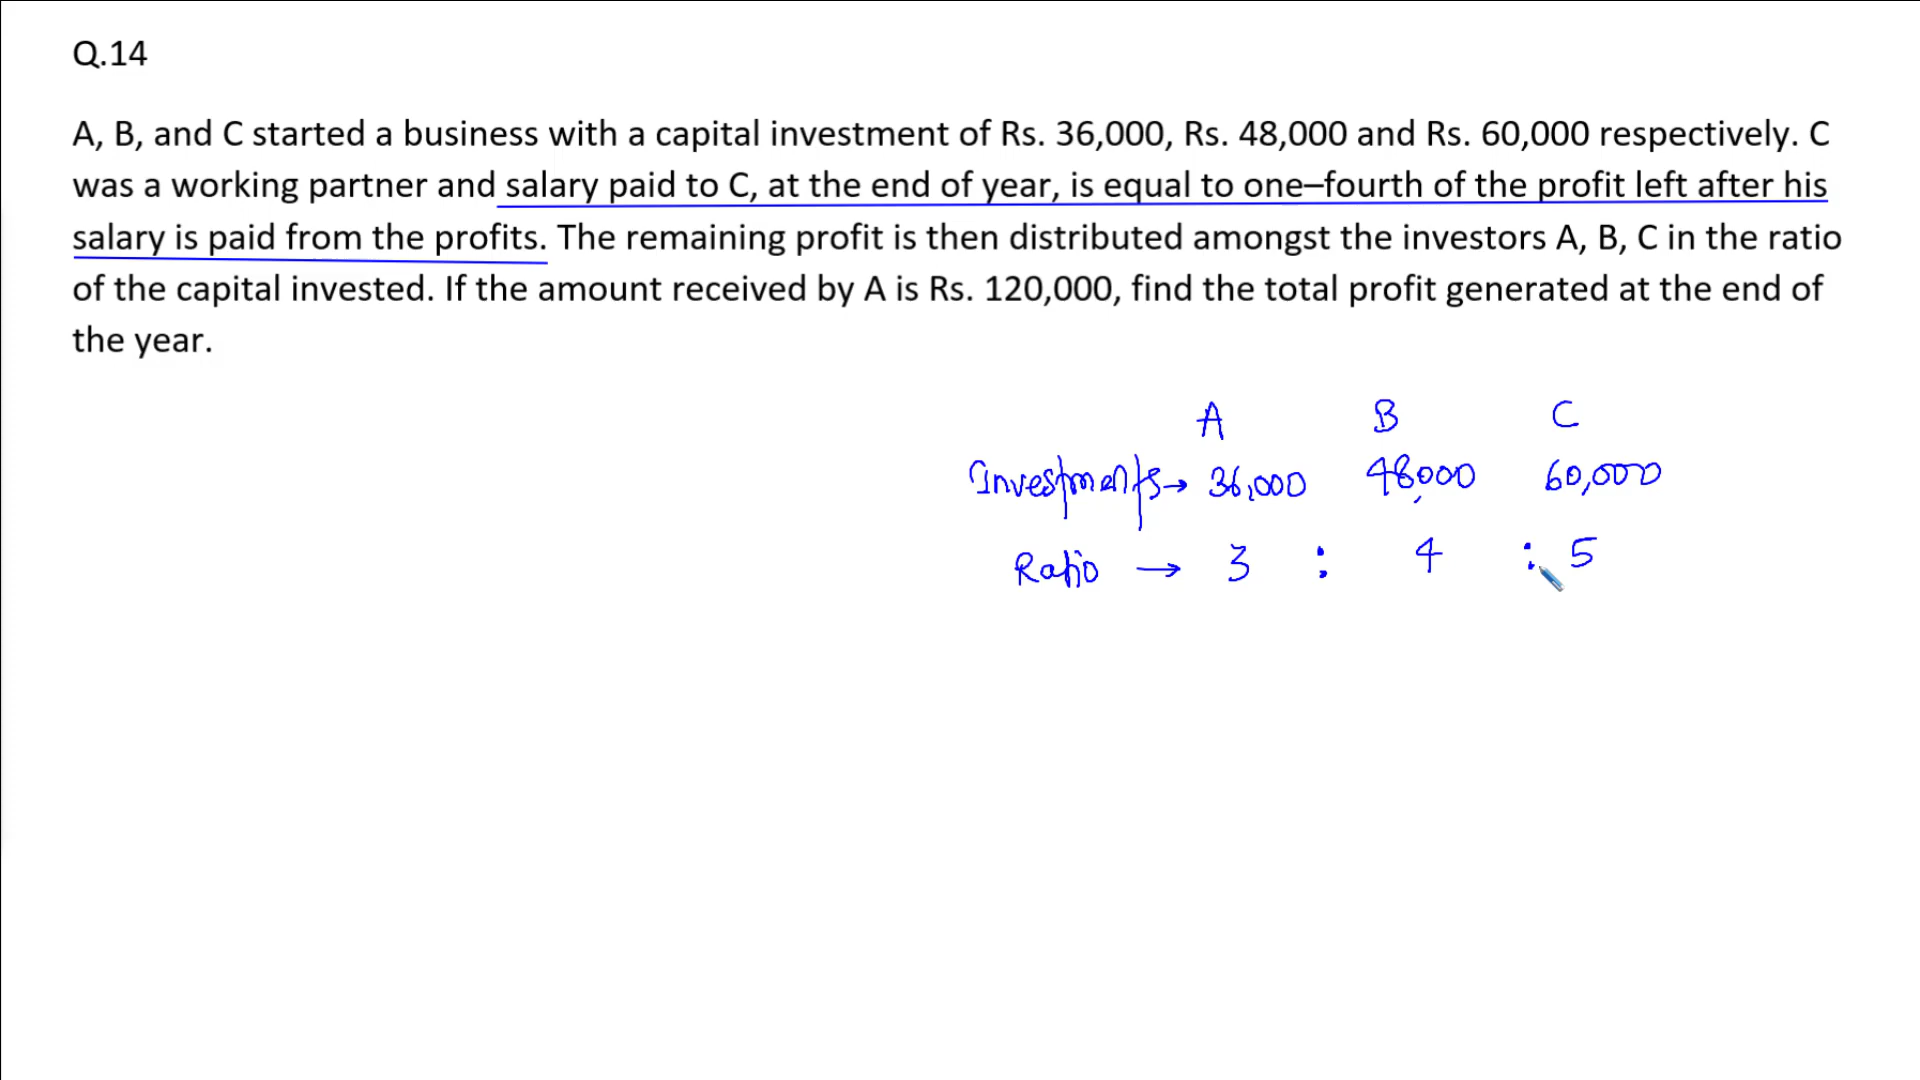 Q.14
A, B, and C started a business with a capital investment of Rs. 36,000, Rs. 48,000 and Rs. 60,000 respectively. C
was a working partner and salary paid to C, at the end of year, is equal to one–fourth of the profit left after his
salary is paid from the profits. The remaining profit is then distributed amongst the investors A, B, C in the ratio
of the capital invested. If the amount received by A is Rs. 120,000, find the total profit generated at the end of
the year.
A B C
Investments → 36,000 48,000 60,000
Ratio → 3 : 4 : 5